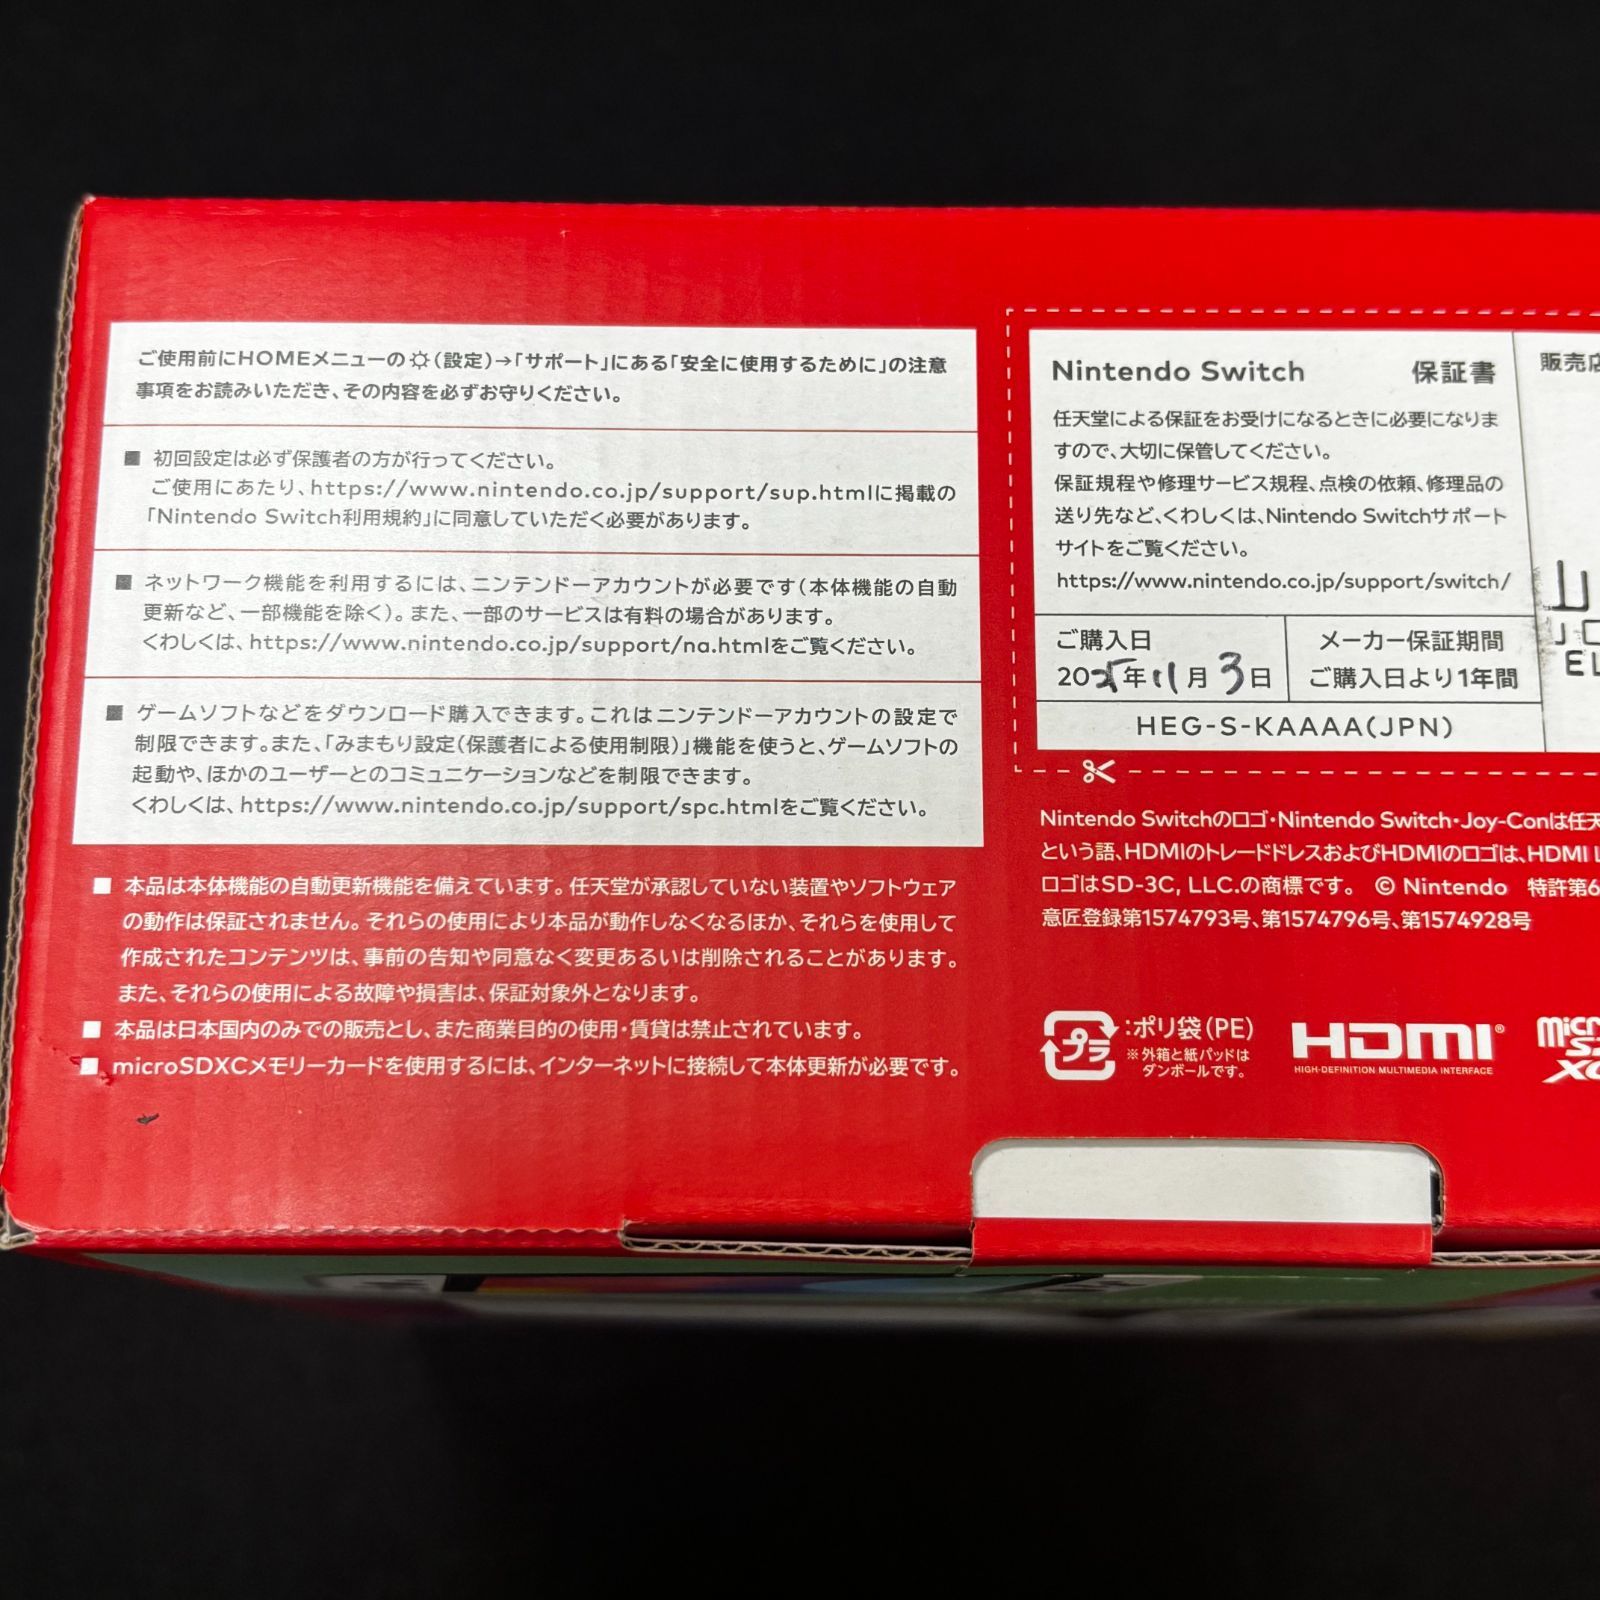 ご使用前にHOMEメニューの(設定)→「サポート」にある「安全に使用するために」の注意
事項をお読みいただき、その内容を必ずお守りください。
■ 初回設定は必ず保護者の方が行ってください。
ご使用にあたり、https://www.nintendo.co.jp/support/sup.htmlに掲載の
「Nintendo Switch利用規約」に同意していただく必要があります。
■ ネットワーク機能を利用するには、ニンテンドーアカウントが必要です(本体機能の自動
更新など、一部機能を除く)。また、一部のサービスは有料の場合があります。
くわしくは、https://www.nintendo.co.jp/support/na.htmlをご覧ください。
■ ゲームソフトなどをダウンロード購入できます。これはニンテンドーアカウントの設定で
制限できます。また、「みまもり設定(保護者による使用制限)」機能を使うと、ゲームソフトの
起動や、ほかのユーザーとのコミュニケーションなどを制限できます。
くわしくは、https://www.nintendo.co.jp/support/spc.htmlをご覧ください。
■ 本品は本体機能の自動更新機能を備えています。任天堂が承認していない装置やソフトウェア
の動作は保証されません。それらの使用により本品が動作しなくなるほか、それらを使用して
作成されたコンテンツは、事前の告知や同意なく変更あるいは削除されることがあります。
また、それらの使用による故障や損害は、保証対象外となります。
■ 本品は日本国内のみでの販売とし、また商業目的の使用・賃貸は禁止されています。
■ microSDXCメモリーカードを使用するには、インターネットに接続して本体更新が必要です。
Nintendo Switch 保証書
任天堂による保証をお受けになるときに必要になりま
すので、大切に保管してください。
保証規程や修理サービス規程、点検の依頼、修理品の
送り先など、くわしくは、Nintendo Switchサポート
サイトをご覧ください。
https://www.nintendo.co.jp/support/switch/
ご購入日
2025年11月3日
メーカー保証期間
ご購入日より1年間
HEG-S-KAAAA(JPN)
販売店
EL
Nintendo Switchのロゴ・Nintendo Switch・Joy-Conは任天
という語、HDMIのトレードドレスおよびHDMIのロゴは、HDMI L
ロゴはSD-3C, LLC.の商標です。 © Nintendo 特許第6
意匠登録第1574793号、第1574796号、第1574928号
プラ :ポリ袋(PE)
※外箱と紙パッドは
ダンボールです。
HDMI®
HIGH-DEFINITION MULTIMEDIA INTERFACE
micr
S
XC